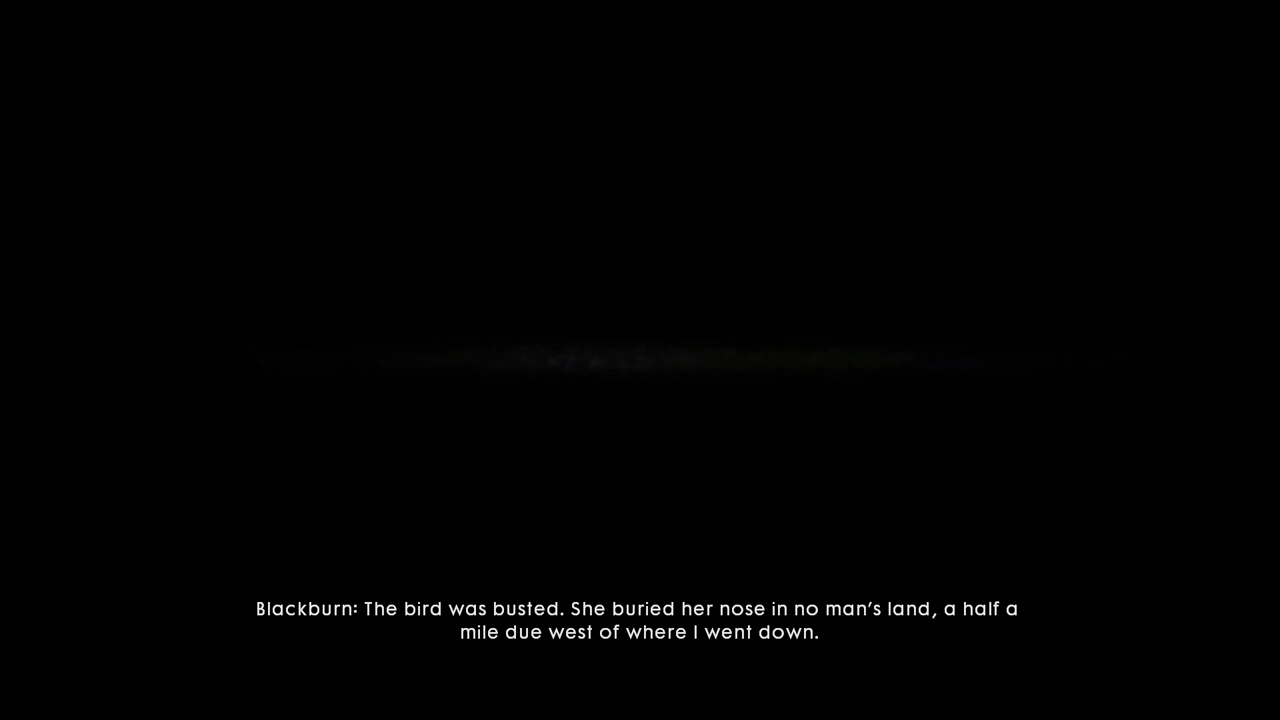 Blackburn: The bird was busted. She buried her nose in no man's land, a half a
mile due west of where I went down.